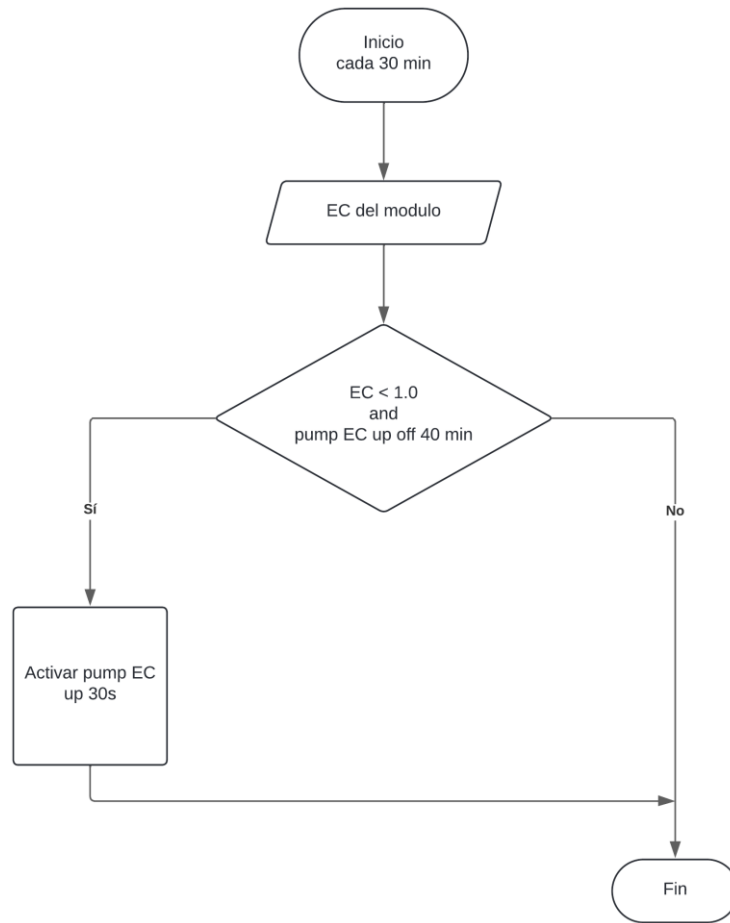 Inicio
cada 30 min
EC del modulo
EC < 1.0
and
pump EC up off 40 min
Sí
No
Activar pump EC
up 30s
Fin